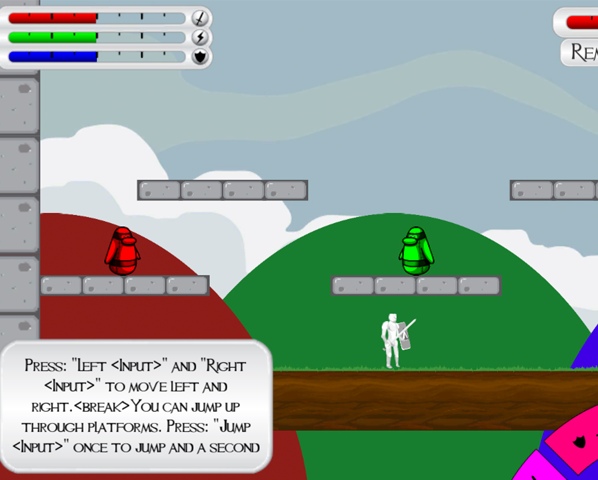 Rem
Press: "Left <Input>" and "Right
<Input>" to move left and
right.<break>You can jump up
through platforms. Press: "Jump
<Input>" once to jump and a second